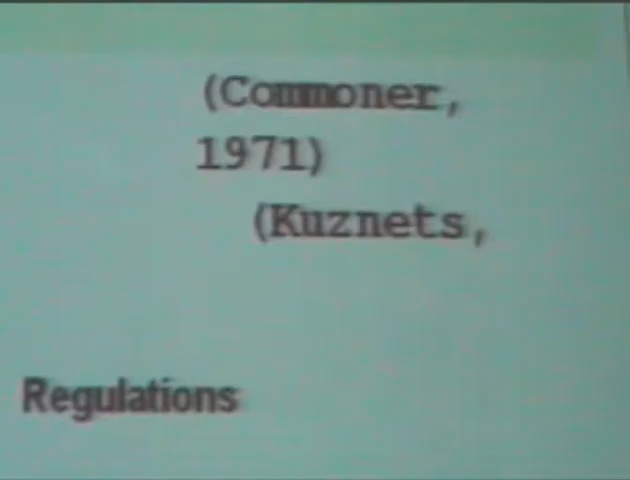 (Commoner,
1971)
(Kuznets,
Regulations